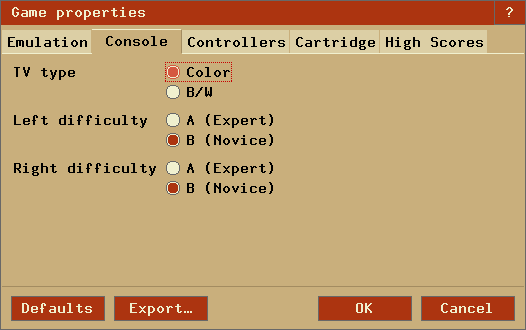 Game properties ?
Emulation Console Controllers Cartridge High Scores
TV type Color
B/W
Left difficulty A (Expert)
B (Novice)
Right difficulty A (Expert)
B (Novice)
Defaults Export… OK Cancel